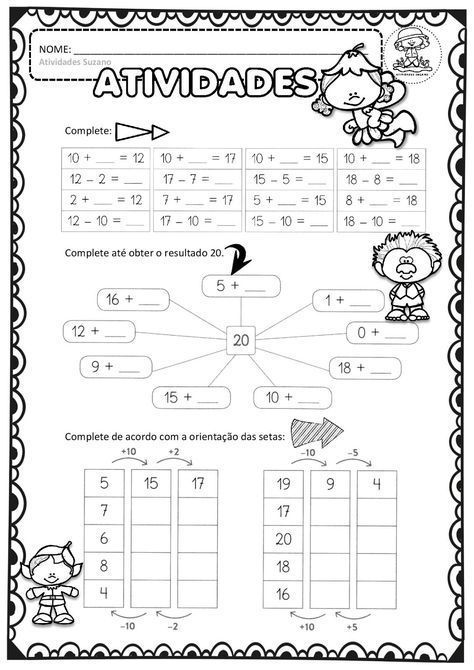 NOME: ___
Atividades Suzano
ATIVIDADES SUZANO
ATIVIDADES
Complete:
10 + ___ = 12 10 + ___ = 17 10 + ___ = 15 10 + ___ = 18
12 – 2 = ___ 17 – 7 = ___ 15 – 5 = ___ 18 – 8 = ___
2 + ___ = 12 7 + ___ = 17 5 + ___ = 15 8 + ___ = 18
12 – 10 = ___ 17 – 10 = ___ 15 – 10 = ___ 18 – 10 = ___
Complete até obter o resultado 20.
5 + ___
16 + ___ 1 + ___
12 + ___ 20 0 + ___
9 + ___ 18 + ___
15 + ___ 10 + ___
Complete de acordo com a orientação das setas:
+10 +2 –10 –5
5 15 17 19 9 4
7 17
6 20
8 18
4 16
–10 –2 +10 +5